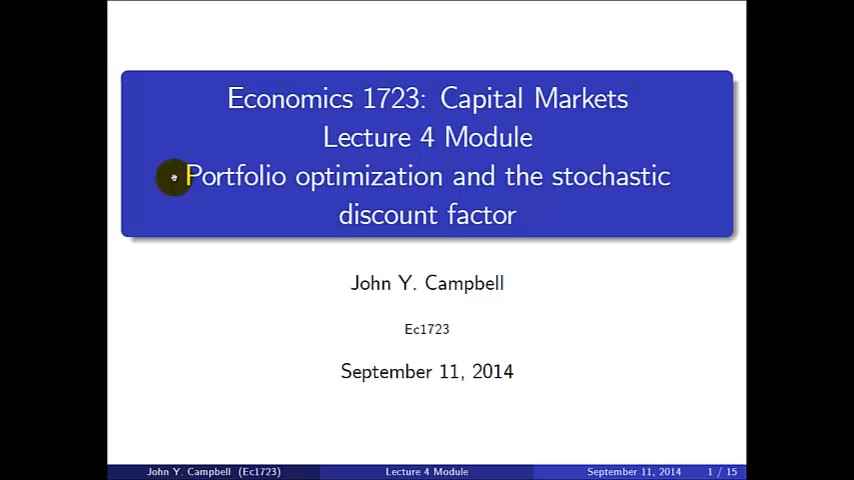 Economics 1723: Capital Markets
Lecture 4 Module
Portfolio optimization and the stochastic
discount factor
John Y. Campbell
Ec1723
September 11, 2014
John Y. Campbell (Ec1723) Lecture 4 Module September 11, 2014 1 / 15